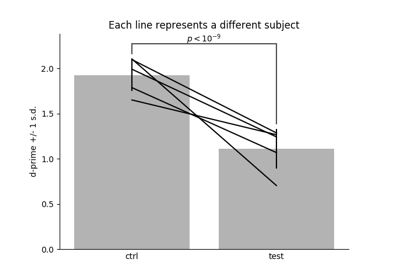 Each line represents a different subject
p < 10⁻⁹
d-prime +/- 1 s.d.
2.0
1.5
1.0
0.5
0.0
ctrl
test